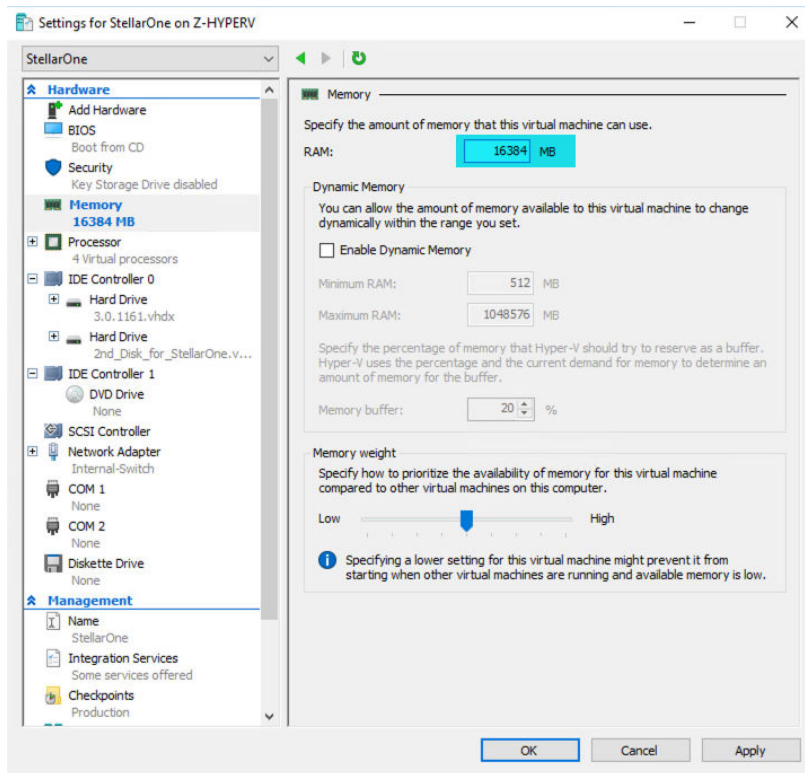 Settings for StellarOne on Z-HYPERV
StellarOne
Hardware
Add Hardware
BIOS
Boot from CD
Security
Key Storage Drive disabled
Memory
16384 MB
Processor
4 Virtual processors
IDE Controller 0
Hard Drive
3.0.1161.vhdx
Hard Drive
2nd_Disk_for_StellarOne.v...
IDE Controller 1
DVD Drive
None
SCSI Controller
Network Adapter
Internal-Switch
COM 1
None
COM 2
None
Diskette Drive
None
Management
Name
StellarOne
Integration Services
Some services offered
Checkpoints
Production
Memory
Specify the amount of memory that this virtual machine can use.
RAM: 16384 MB
Dynamic Memory
You can allow the amount of memory available to this virtual machine to change
dynamically within the range you set.
Enable Dynamic Memory
Minimum RAM: 512 MB
Maximum RAM: 1048576 MB
Specify the percentage of memory that Hyper-V should try to reserve as a buffer.
Hyper-V uses the percentage and the current demand for memory to determine an
amount of memory for the buffer.
Memory buffer: 20 %
Memory weight
Specify how to prioritize the availability of memory for this virtual machine
compared to other virtual machines on this computer.
Low High
Specifying a lower setting for this virtual machine might prevent it from
starting when other virtual machines are running and available memory is low.
OK Cancel Apply